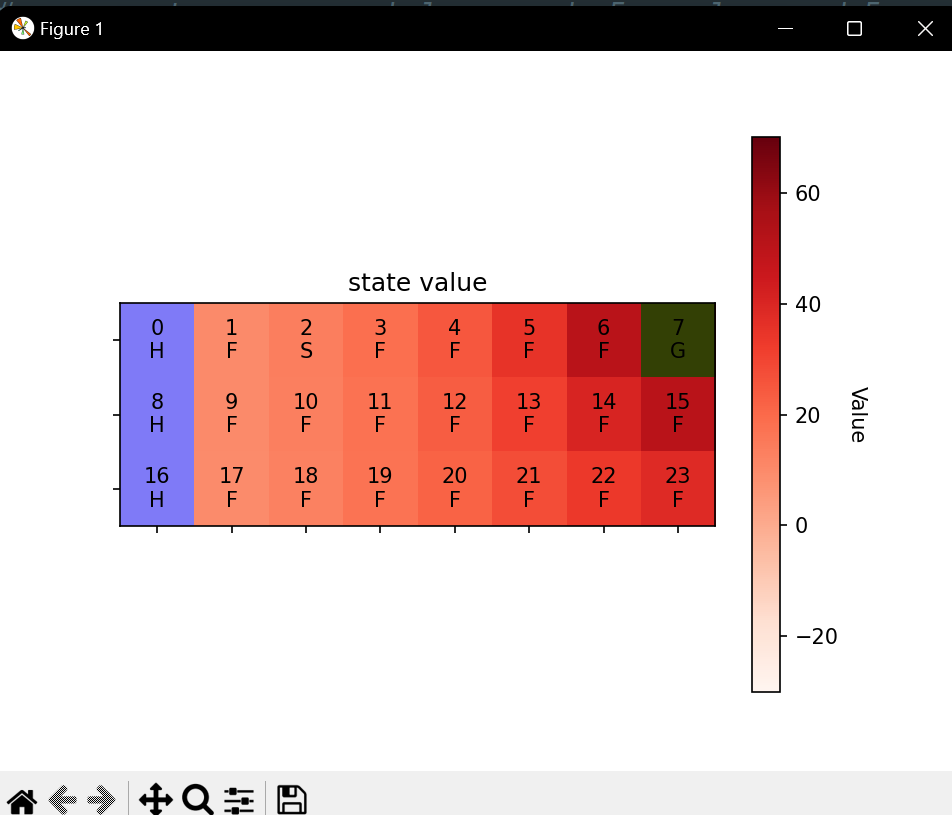 Figure 1
state value
0 1 2 3 4 5 6 7
H F S F F F F G
8 9 10 11 12 13 14 15
H F F F F F F F
16 17 18 19 20 21 22 23
H F F F F F F F
60
40
20
0
−20
Value